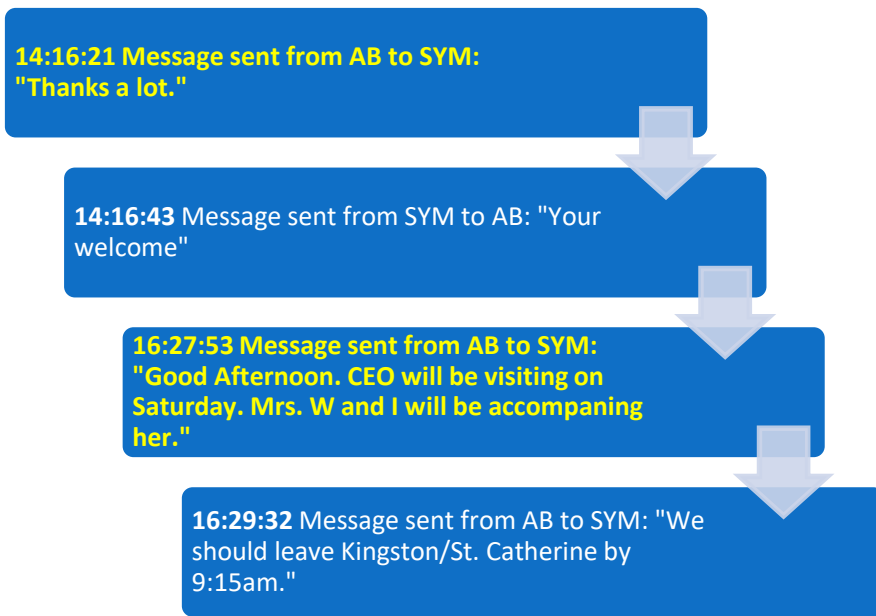 14:16:21 Message sent from AB to SYM:
"Thanks a lot."
14:16:43 Message sent from SYM to AB: "Your
welcome"
16:27:53 Message sent from AB to SYM:
"Good Afternoon. CEO will be visiting on
Saturday. Mrs. W and I will be accompaning
her."
16:29:32 Message sent from AB to SYM: "We
should leave Kingston/St. Catherine by
9:15am."